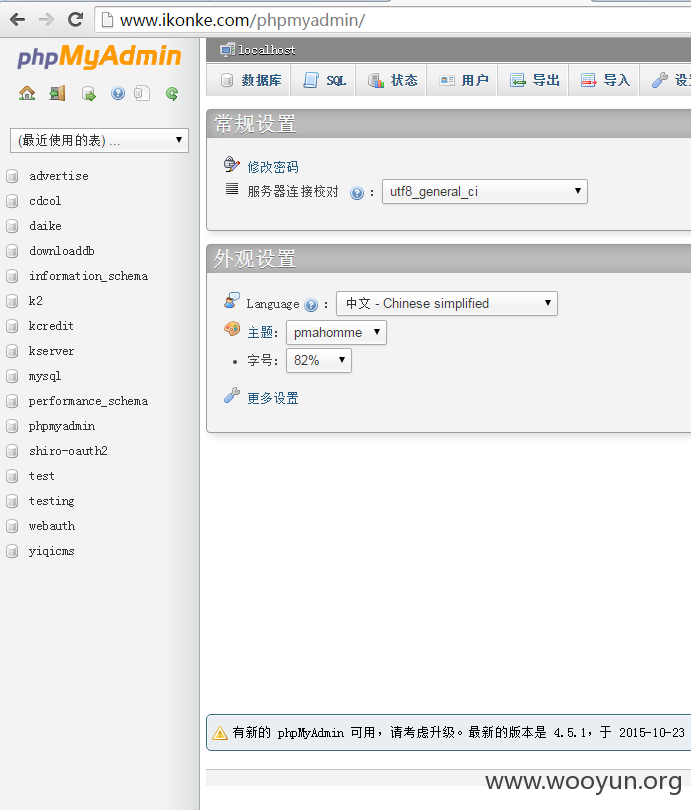 www.ikonke.com/phpmyadmin/
phpMyAdmin
(最近使用的表) ...
advertise
cdcol
daike
downloaddb
information_schema
k2
kcredit
kserver
mysql
performance_schema
phpmyadmin
shiro-oauth2
test
testing
webauth
yiqicms
localhost
数据库 SQL 状态 用户 导出 导入 设
常规设置
修改密码
服务器连接校对 : utf8_general_ci
外观设置
Language : 中文 - Chinese simplified
主题: pmahomme
字号: 82%
更多设置
有新的 phpMyAdmin 可用，请考虑升级。最新的版本是 4.5.1，于 2015-10-23
www.wooyun.org